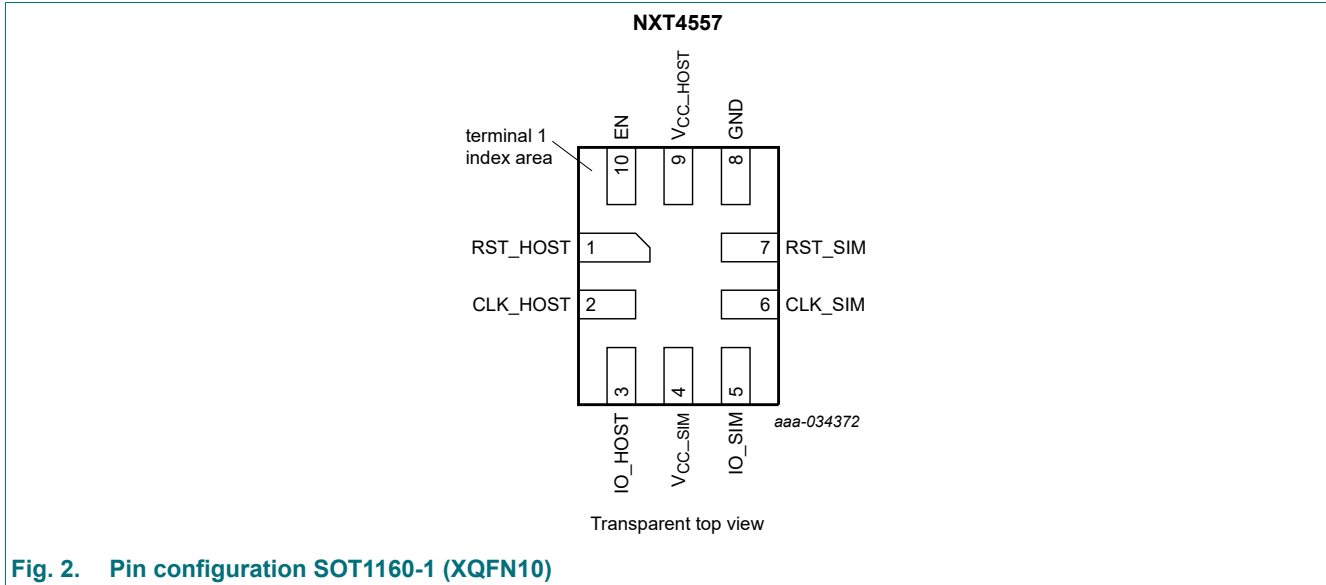 NXT4557
terminal 1
index area
EN
VCC_HOST
GND
10
9
8
RST_HOST
1
7
RST_SIM
CLK_HOST
2
6
CLK_SIM
3
4
5
IO_HOST
VCC_SIM
IO_SIM
aaa-034372
Transparent top view
Fig. 2. Pin configuration SOT1160-1 (XQFN10)